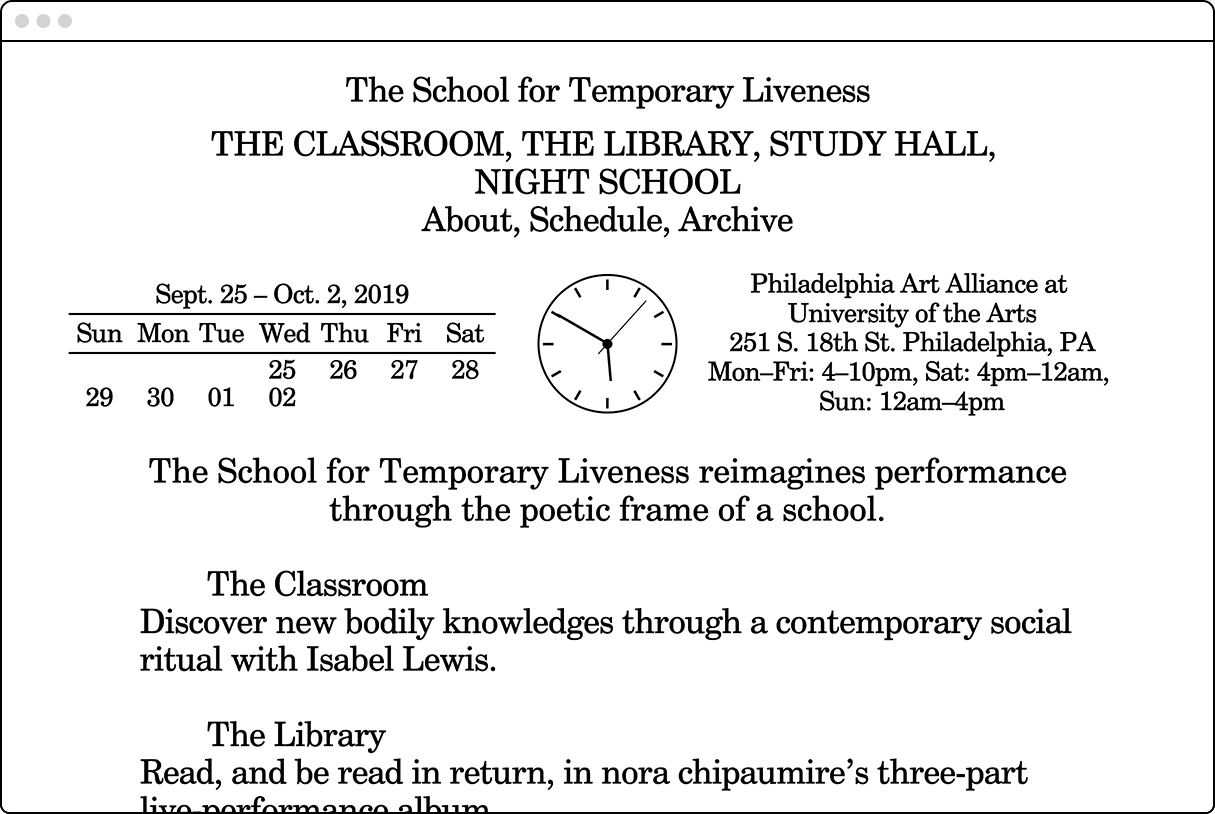 The School for Temporary Liveness
THE CLASSROOM, THE LIBRARY, STUDY HALL,
NIGHT SCHOOL
About, Schedule, Archive
Sept. 25 – Oct. 2, 2019
Sun Mon Tue Wed Thu Fri Sat
25 26 27 28
29 30 01 02
Philadelphia Art Alliance at
University of the Arts
251 S. 18th St. Philadelphia, PA
Mon–Fri: 4–10pm, Sat: 4pm–12am,
Sun: 12am–4pm
The School for Temporary Liveness reimagines performance
through the poetic frame of a school.
The Classroom
Discover new bodily knowledges through a contemporary social
ritual with Isabel Lewis.
The Library
Read, and be read in return, in nora chipaumire’s three-part
live-performance album